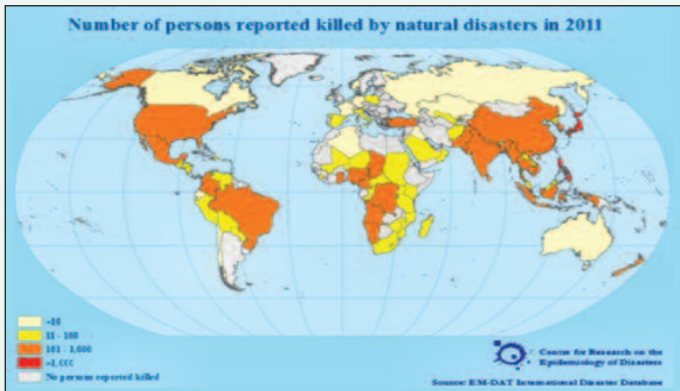 Number of persons reported killed by natural disasters in 2011
11 - 100
101 - 1,000
>1,000
No persons reported killed
Centre for Research on the
Epidemiology of Disasters
Source: EM-DAT International Disaster Database